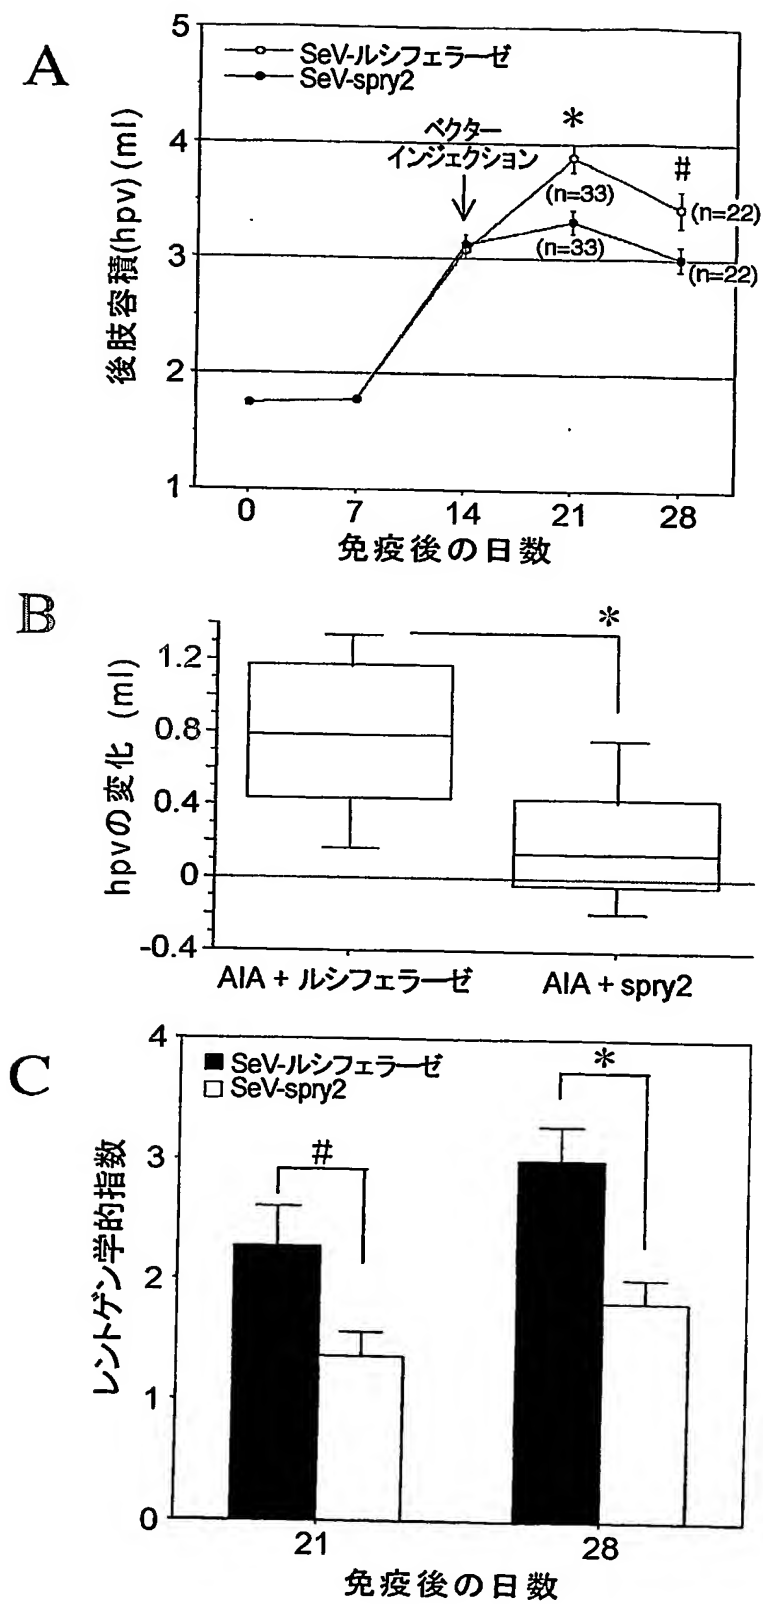 A
5
4
3
2
1
後肢容積(hpv)(ml)
SeV-ルシフェラーゼ
SeV-spry2
ベクター
インジェクション
*
#
(n=33)
(n=22)
(n=33)
(n=22)
0 7 14 21 28
免疫後の日数
B
1.2
0.8
0.4
0
-0.4
hpvの変化 (ml)
*
AIA + ルシフェラーゼ AIA + spry2
C
4
3
2
1
0
レントゲン学的指数
SeV-ルシフェラーゼ
SeV-spry2
#
*
21 28
免疫後の日数